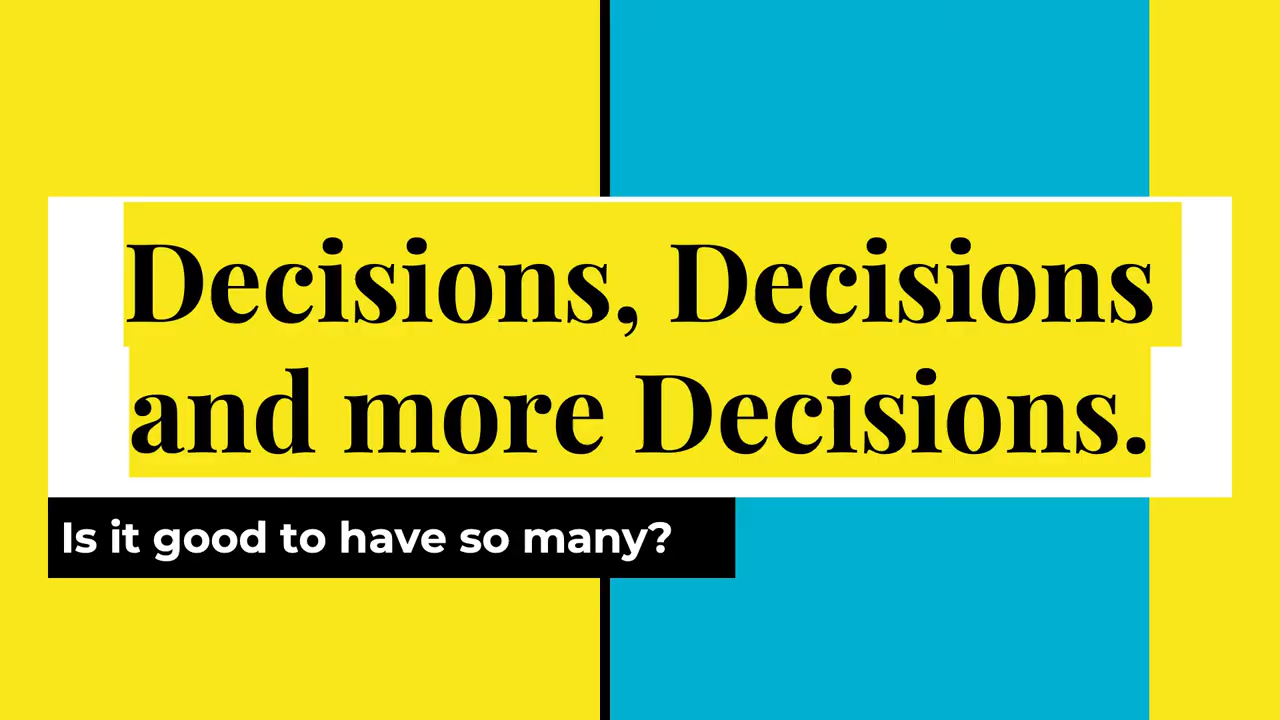 Decisions, Decisions
and more Decisions.
Is it good to have so many?